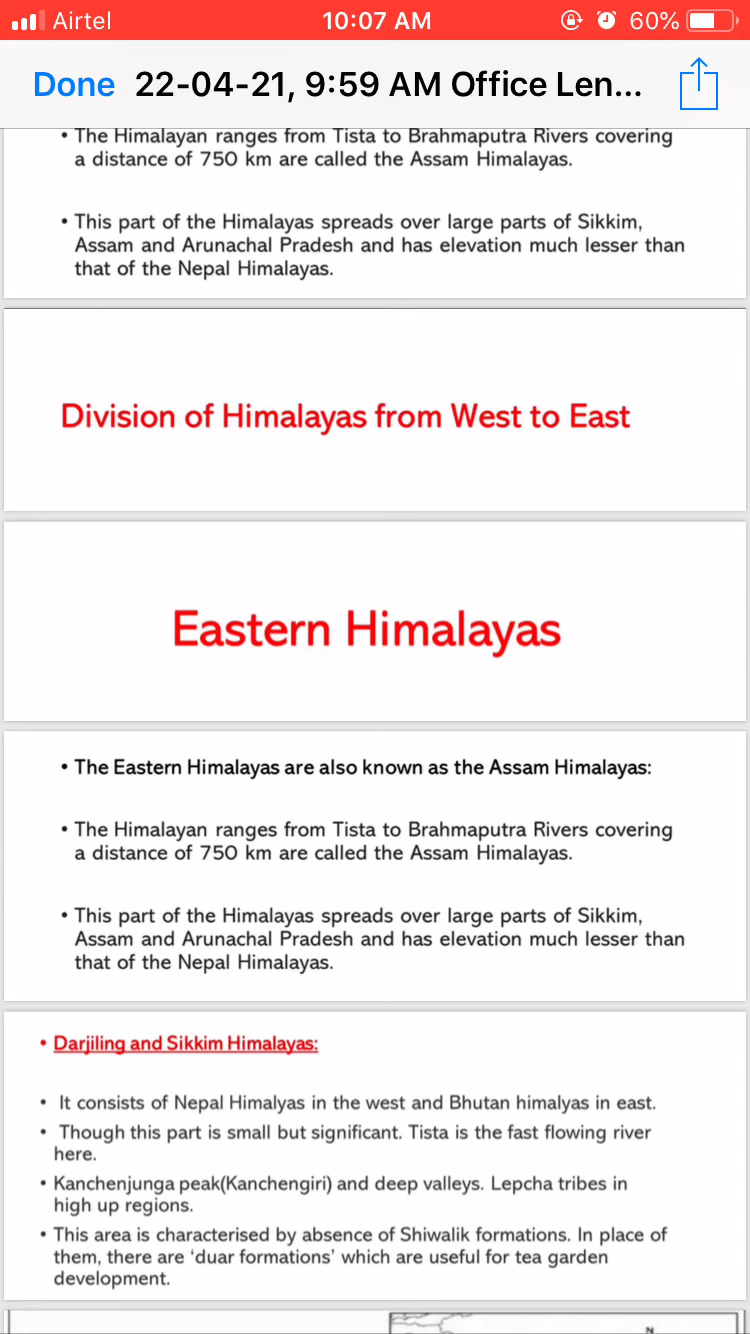 Airtel 10:07 AM 60%
Done 22-04-21, 9:59 AM Office Len...
• The Himalayan ranges from Tista to Brahmaputra Rivers covering
a distance of 750 km are called the Assam Himalayas.
• This part of the Himalayas spreads over large parts of Sikkim,
Assam and Arunachal Pradesh and has elevation much lesser than
that of the Nepal Himalayas.
Division of Himalayas from West to East
Eastern Himalayas
• The Eastern Himalayas are also known as the Assam Himalayas:
• The Himalayan ranges from Tista to Brahmaputra Rivers covering
a distance of 750 km are called the Assam Himalayas.
• This part of the Himalayas spreads over large parts of Sikkim,
Assam and Arunachal Pradesh and has elevation much lesser than
that of the Nepal Himalayas.
• Darjiling and Sikkim Himalayas:
• It consists of Nepal Himalyas in the west and Bhutan himalyas in east.
• Though this part is small but significant. Tista is the fast flowing river
here.
• Kanchenjunga peak(Kanchengiri) and deep valleys. Lepcha tribes in
high up regions.
• This area is characterised by absence of Shiwalik formations. In place of
them, there are ‘duar formations’ which are useful for tea garden
development.
N